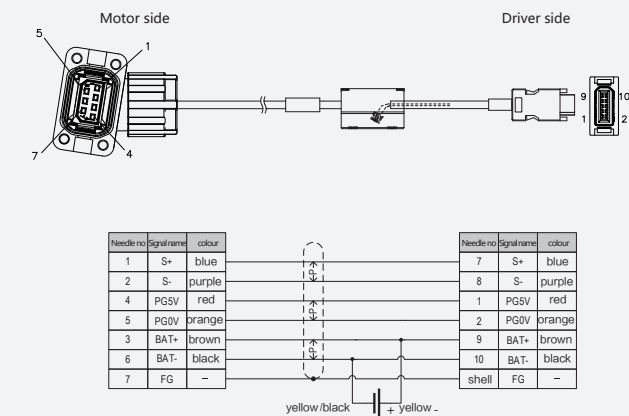 Motor side Driver side
5 1
9 10
1 2
7 4
Needle no Signal name colour Needle no Signal name colour
1 S+ blue P 7 S+ blue
2 S- purple 8 S- purple
4 PG5V red P 1 PG5V red
5 PG0V orange 2 PG0V orange
3 BAT+ brown P 9 BAT+ brown
6 BAT- black 10 BAT- black
7 FG – shell FG –
yellow/black + yellow -